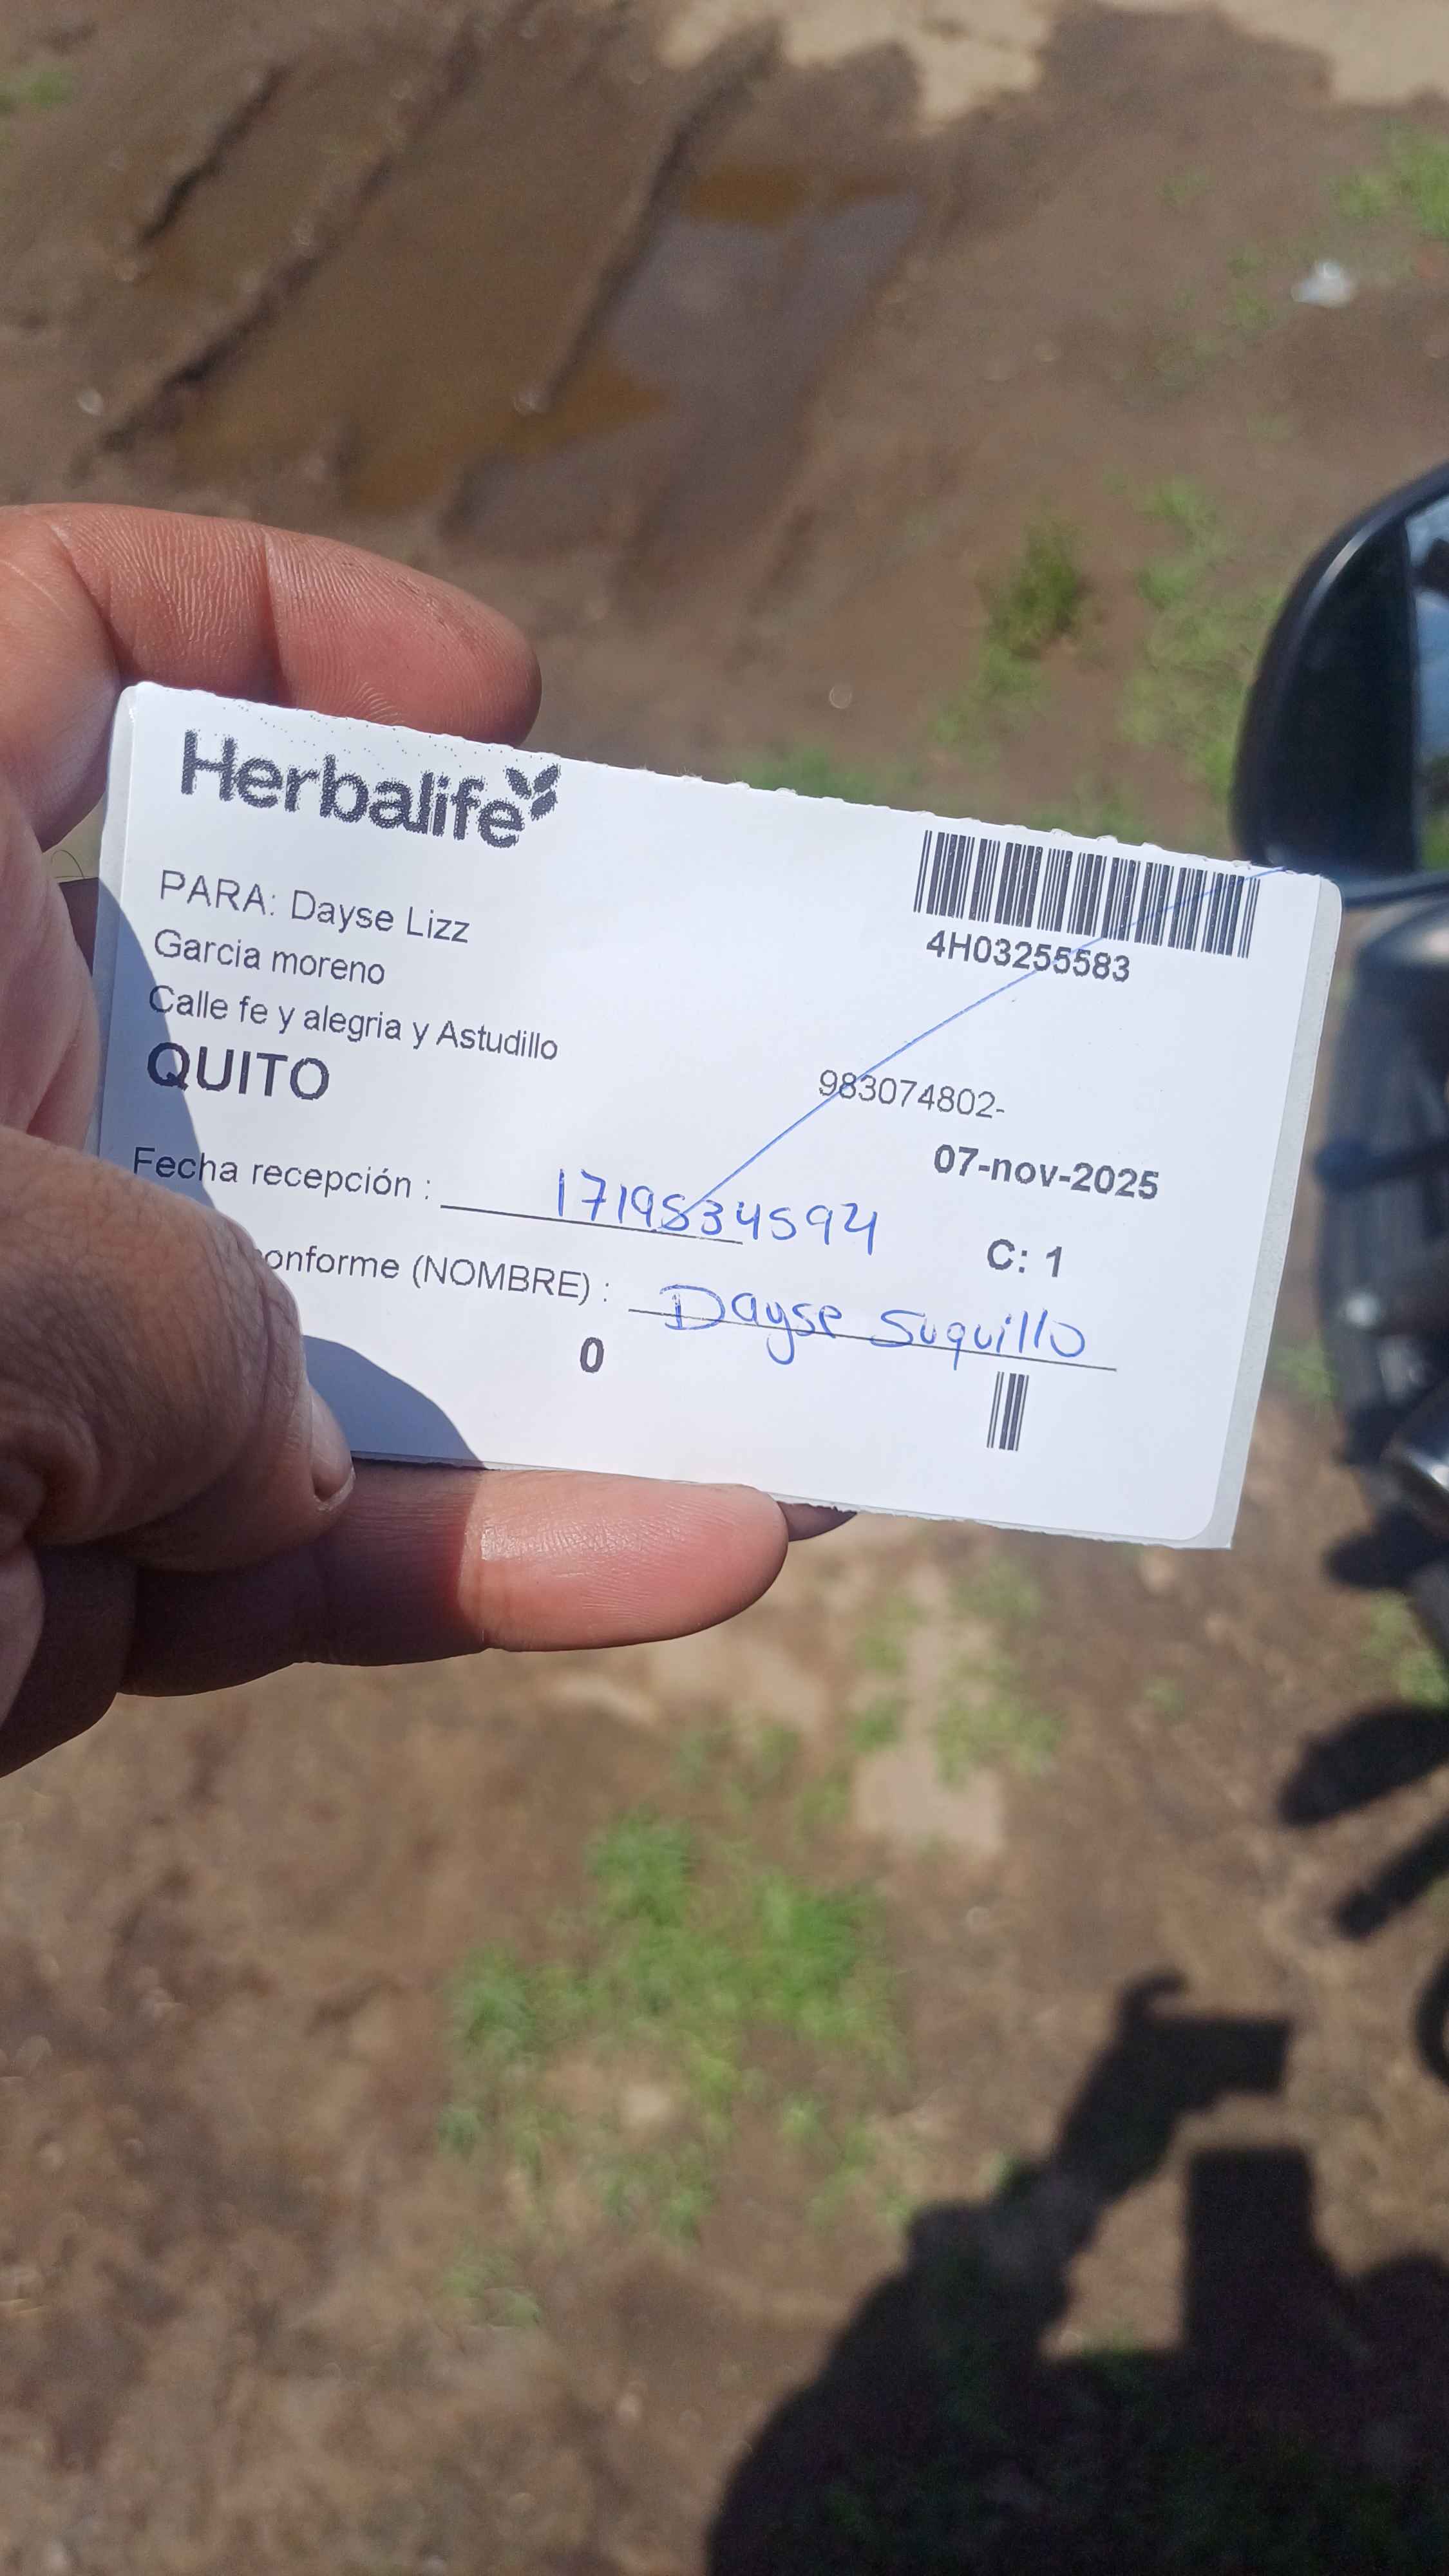 Herbalife
4H03255583
PARA: Dayse Lizz
Garcia moreno
Calle fe y alegria y Astudillo
QUITO
983074802-
07-nov-2025
Fecha recepción : 1719534594
C: 1
onforme (NOMBRE) : Dayse Suquillo
0